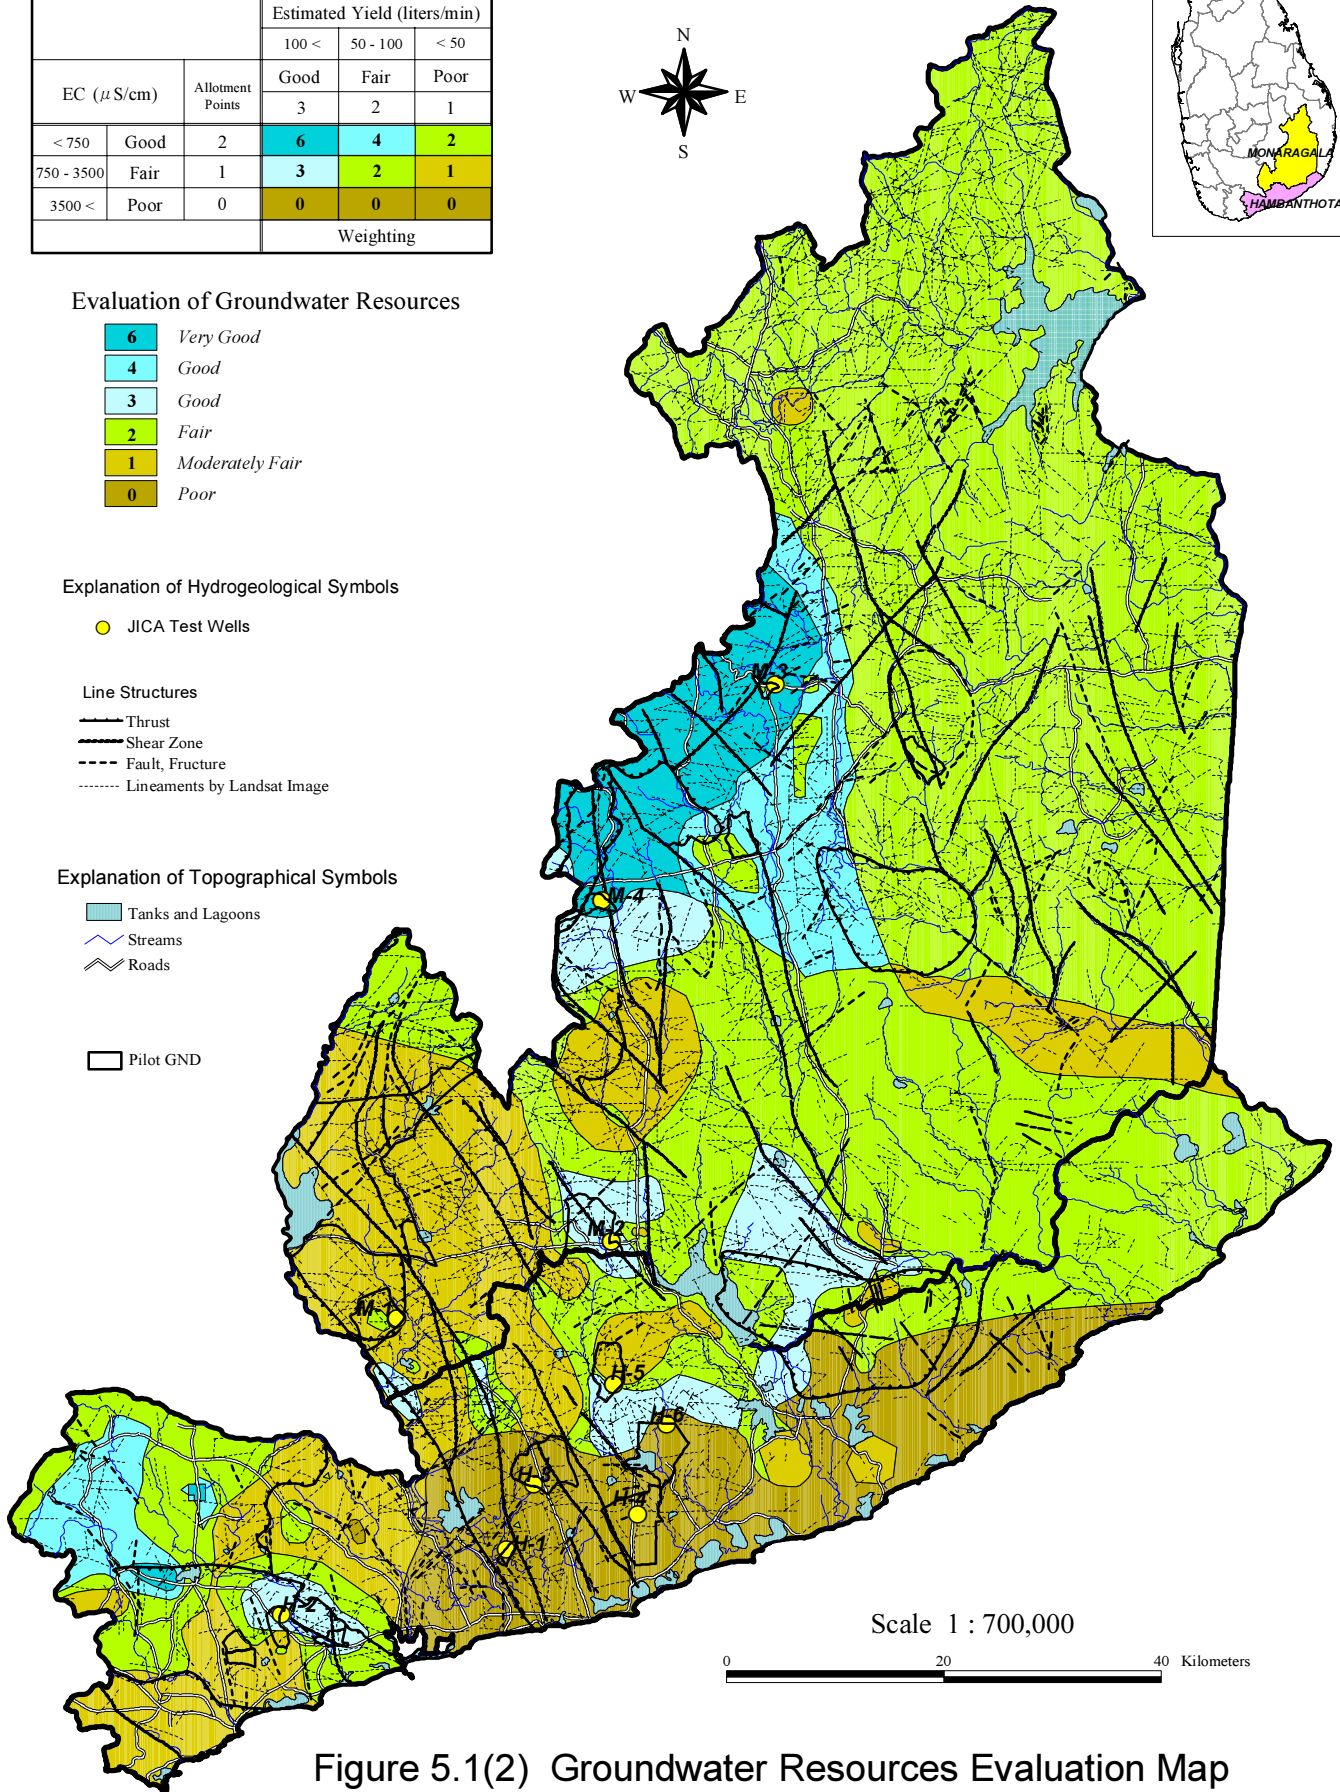 Estimated Yield (liters/min)
100 < 50 - 100 < 50
EC (μ S/cm) Allotment Points Good Fair Poor
3 2 1
< 750 Good 2 6 4 2
750 - 3500 Fair 1 3 2 1
3500 < Poor 0 0 0 0
Weighting
N
W E
S
MONARAGALA
HAMBANTHOTA
Evaluation of Groundwater Resources
6 Very Good
4 Good
3 Good
2 Fair
1 Moderately Fair
0 Poor
Explanation of Hydrogeological Symbols
JICA Test Wells
Line Structures
Thrust
Shear Zone
Fault, Fructure
Lineaments by Landsat Image
Explanation of Topographical Symbols
Tanks and Lagoons
Streams
Roads
Pilot GND
M-3
M-4
M-2
M-1
H-5
H-6
H-3
H-4
H-1
H-2
Scale 1 : 700,000
0 20 40 Kilometers
Figure 5.1(2) Groundwater Resources Evaluation Map